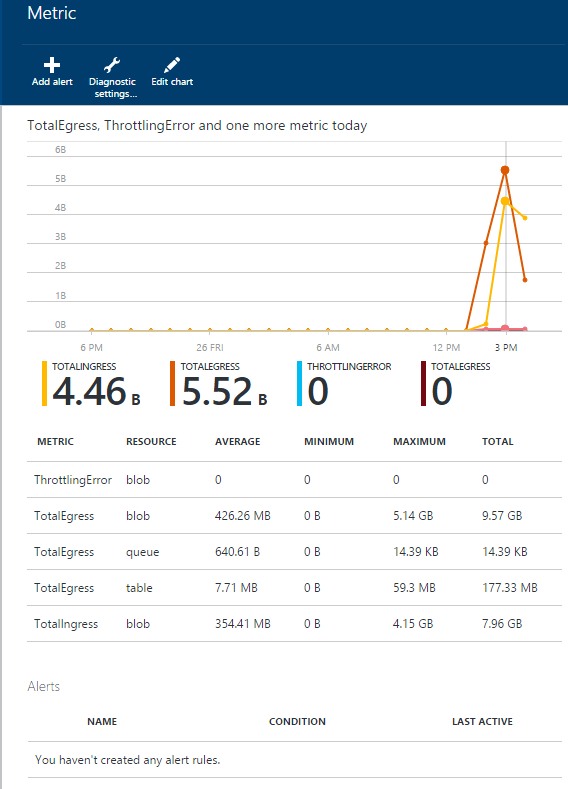 Metric
Add alert
Diagnostic settings...
Edit chart
TotalEgress, ThrottlingError and one more metric today
6B
5B
4B
3B
2B
1B
0B
6 PM 26 FRI 6 AM 12 PM 3 PM
TOTALINGRESS TOTALEGRESS THROTTLINGERROR TOTALEGRESS
4.46 B 5.52 B 0 0
METRIC RESOURCE AVERAGE MINIMUM MAXIMUM TOTAL
ThrottlingError blob 0 0 0 0
TotalEgress blob 426.26 MB 0 B 5.14 GB 9.57 GB
TotalEgress queue 640.61 B 0 B 14.39 KB 14.39 KB
TotalEgress table 7.71 MB 0 B 59.3 MB 177.33 MB
TotalIngress blob 354.41 MB 0 B 4.15 GB 7.96 GB
Alerts
NAME CONDITION LAST ACTIVE
You haven't created any alert rules.